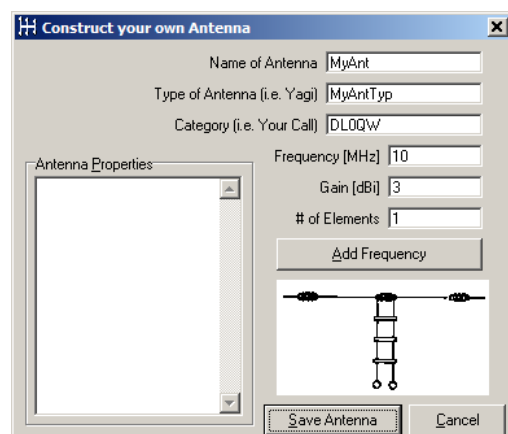 Construct your own Antenna
Name of Antenna MyAnt
Type of Antenna (i.e. Yagi) MyAntTyp
Category (i.e. Your Call) DL0QW
Antenna Properties
Frequency [MHz] 10
Gain [dBi] 3
# of Elements 1
Add Frequency
Save Antenna Cancel